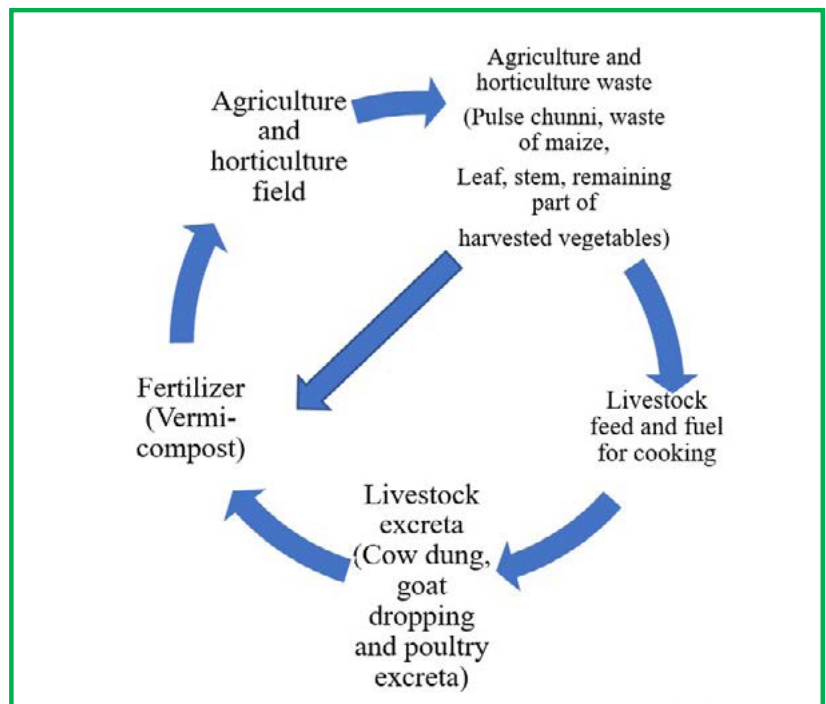 Agriculture
and
horticulture
field
Agriculture and
horticulture waste
(Pulse chunni, waste
of maize,
Leaf, stem, remaining
part of
harvested vegetables)
Livestock
feed and fuel
for cooking
Livestock
excreta
(Cow dung,
goat
dropping
and poultry
excreta)
Fertilizer
(Vermi-
compost)